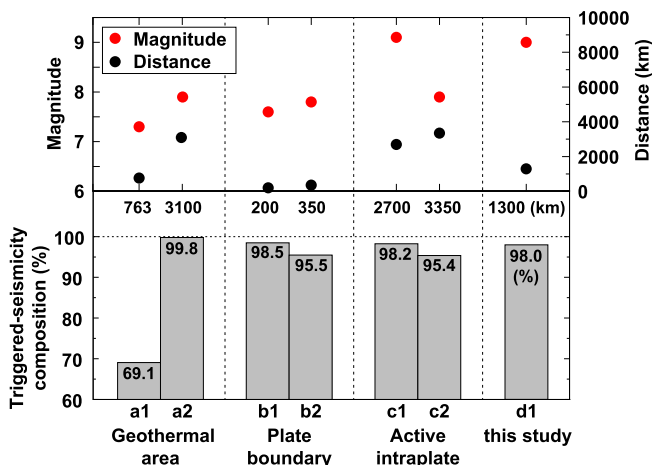 Magnitude
Distance
Magnitude
9
8
7
6
10000
8000
6000
4000
2000
0
Distance (km)
763 3100 200 350 2700 3350 1300 (km)
Triggered-seismicity
composition (%)
100
90
80
70
60
69.1
99.8
98.5
95.5
98.2
95.4
98.0
(%)
a1 a2 b1 b2 c1 c2 d1
Geothermal
area
Plate
boundary
Active
intraplate
this study